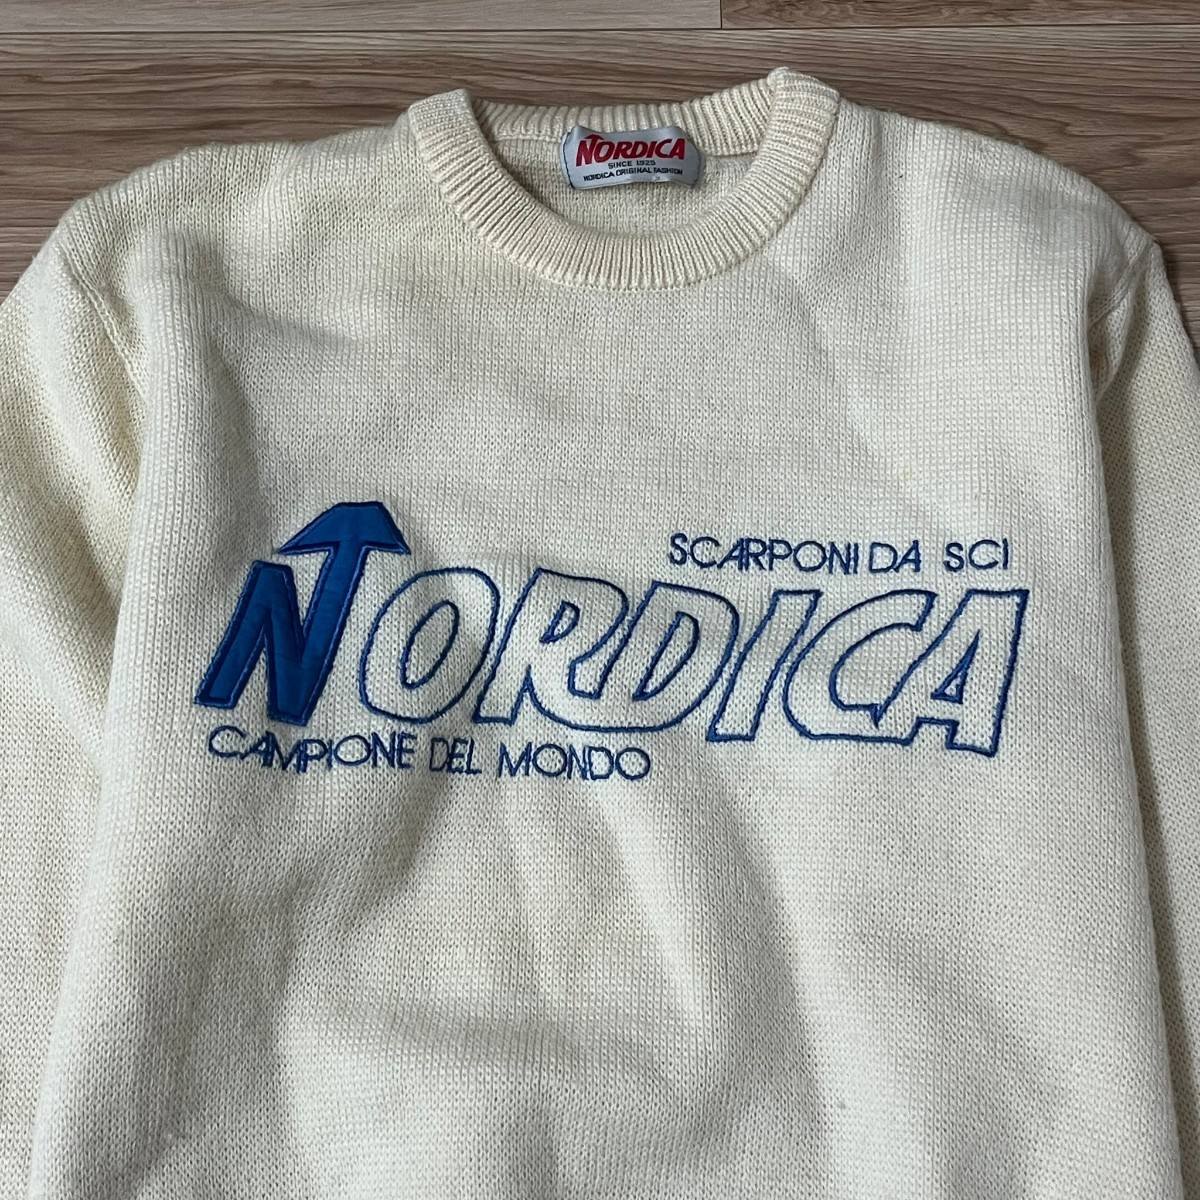 NORDICA
SINCE 1925
NORDICA ORIGINAL FASHION
SCARPONI DA SCI
NORDICA
CAMPIONE DEL MONDO